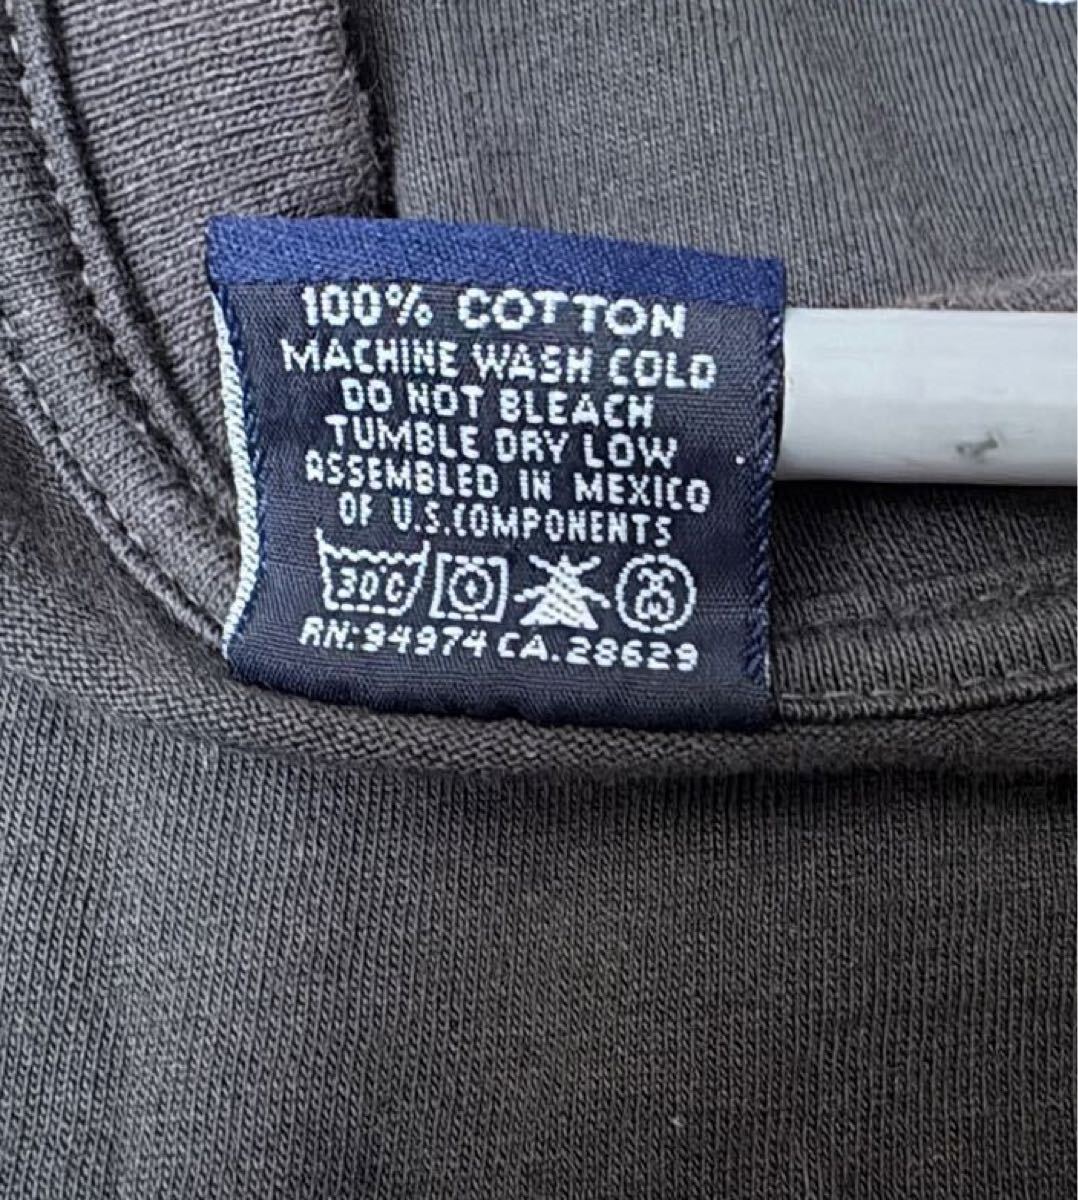 100% COTTON
MACHINE WASH COLD
DO NOT BLEACH
TUMBLE DRY LOW
ASSEMBLED IN MEXICO
OF U.S.COMPONENTS
30C
RN:94974 CA.28629